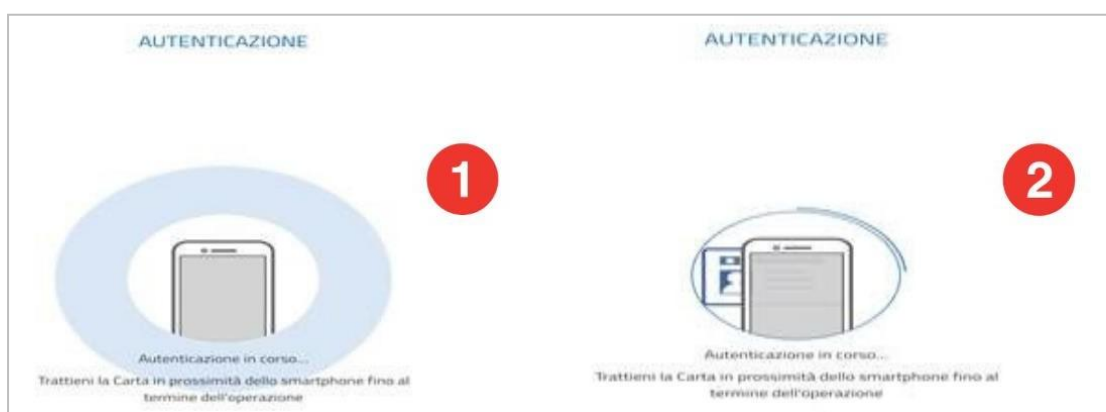 AUTENTICAZIONE
1
Autenticazione in corso...
Trattieni la Carta in prossimità dello smartphone fino al
termine dell'operazione
AUTENTICAZIONE
2
Autenticazione in corso...
Trattieni la Carta in prossimità dello smartphone fino al
termine dell'operazione